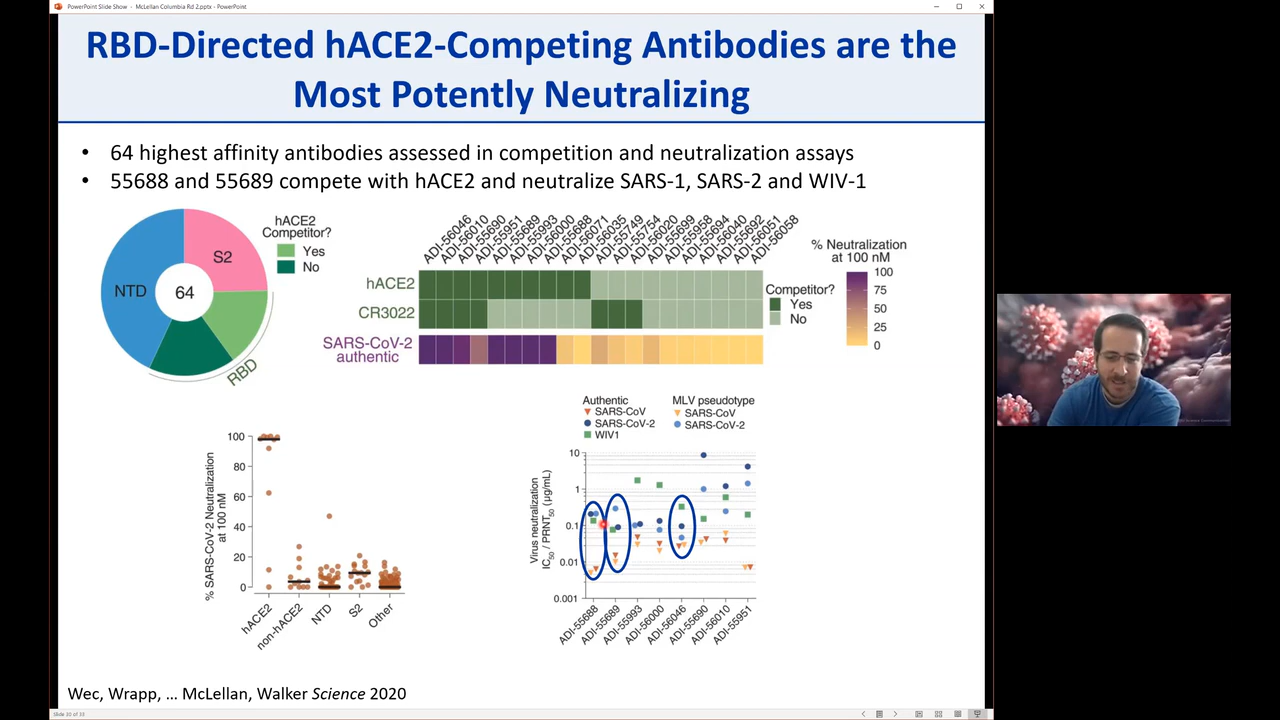 PowerPoint Slide Show - McLellan Columbia Rd 2.pptx - PowerPoint
RBD-Directed hACE2-Competing Antibodies are the
Most Potently Neutralizing
• 64 highest affinity antibodies assessed in competition and neutralization assays
• 55688 and 55689 compete with hACE2 and neutralize SARS-1, SARS-2 and WIV-1
hACE2
Competitor?
Yes
No
S2
NTD
64
RBD
ADI-56046
ADI-56010
ADI-55690
ADI-55951
ADI-55689
ADI-55993
ADI-56000
ADI-55688
ADI-56071
ADI-56035
ADI-55749
ADI-55754
ADI-56020
ADI-55699
ADI-55958
ADI-55694
ADI-56040
ADI-55692
ADI-56051
ADI-56058
hACE2
CR3022
SARS-CoV-2
authentic
Competitor?
Yes
No
% Neutralization
at 100 nM
100
75
50
25
0
% SARS-CoV-2 Neutralization
at 100 nM
100
80
60
40
20
0
hACE2
non-hACE2
NTD
S2
Other
Authentic
SARS-CoV
SARS-CoV-2
WIV1
MLV pseudotype
SARS-CoV
SARS-CoV-2
Virus neutralization
IC50 / PRNT50 (μg/mL)
10
1
0.1
0.01
0.001
ADI-55688
ADI-55689
ADI-55993
ADI-56000
ADI-56046
ADI-55690
ADI-56010
ADI-55951
Wec, Wrapp, … McLellan, Walker Science 2020
Slide 30 of 33